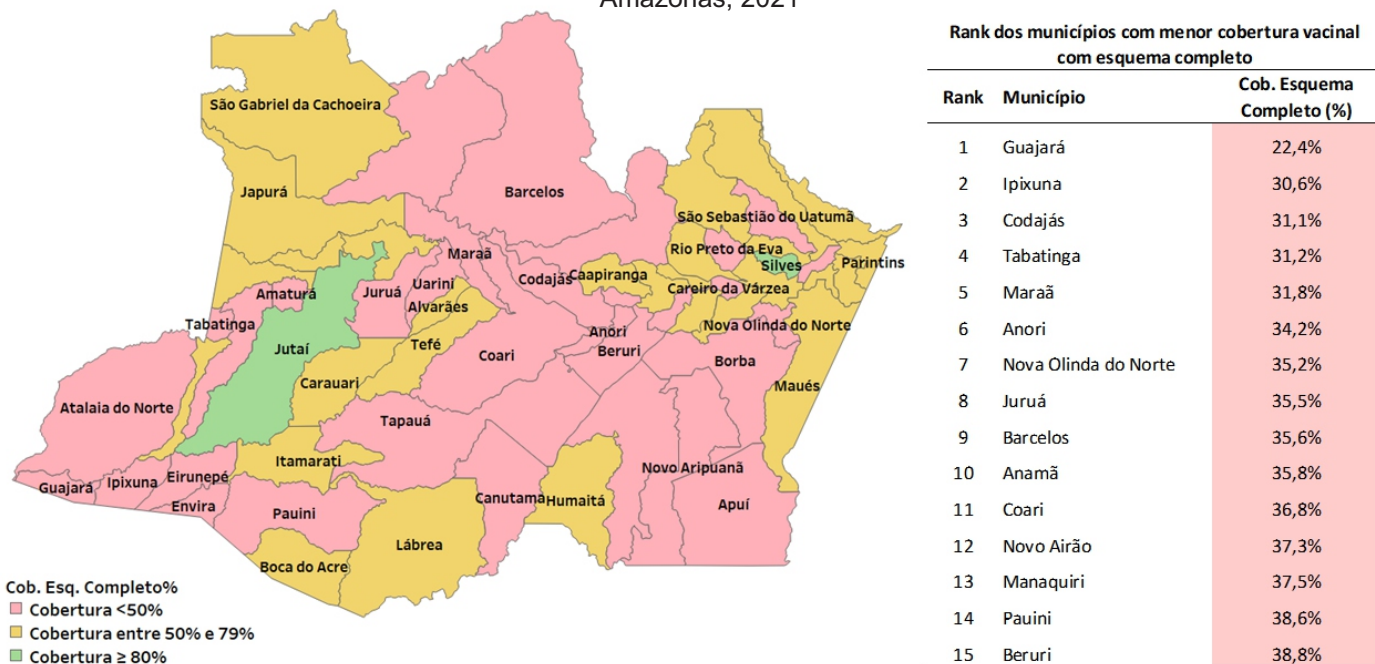 Amazonas, 2021
São Gabriel da Cachoeira
Japurá
Barcelos
São Sebastião do Uatumã
Rio Preto da Eva
Silves
Parintins
Maraã
Codajás
Caapiranga
Careiro da Várzea
Amaturá
Juruá
Uarini
Alvarães
Tabatinga
Nova Olinda do Norte
Anori
Jutaí
Tefé
Coari
Beruri
Borba
Carauari
Maués
Atalaia do Norte
Tapauá
Itamarati
Novo Aripuanã
Guajará
Ipixuna
Eirunepé
Envira
Pauini
Canutama
Humaitá
Apuí
Lábrea
Boca do Acre
Cob. Esq. Completo%
Cobertura <50%
Cobertura entre 50% e 79%
Cobertura ≥ 80%
Rank dos municípios com menor cobertura vacinal
com esquema completo
Rank Município Cob. Esquema
Completo (%)
1 Guajará 22,4%
2 Ipixuna 30,6%
3 Codajás 31,1%
4 Tabatinga 31,2%
5 Maraã 31,8%
6 Anori 34,2%
7 Nova Olinda do Norte 35,2%
8 Juruá 35,5%
9 Barcelos 35,6%
10 Anamã 35,8%
11 Coari 36,8%
12 Novo Airão 37,3%
13 Manaquiri 37,5%
14 Pauini 38,6%
15 Beruri 38,8%